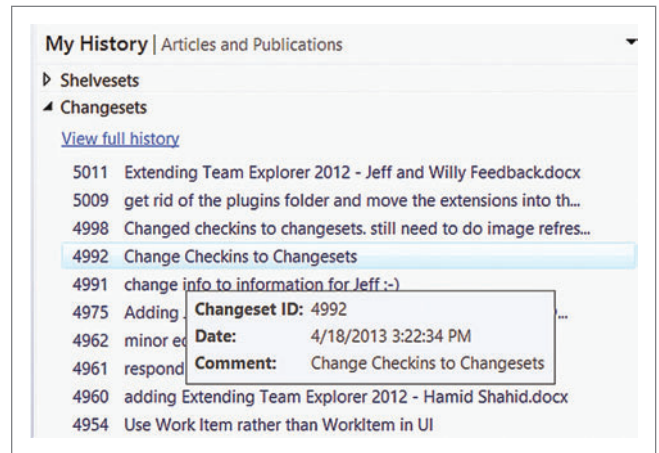 My History | Articles and Publications
Shelvesets
Changesets
View full history
5011 Extending Team Explorer 2012 - Jeff and Willy Feedback.docx
5009 get rid of the plugins folder and move the extensions into th...
4998 Changed checkins to changesets. still need to do image refres...
4992 Change Checkins to Changesets
4991 change info to information for Jeff :-)
4975 Adding ...
Changeset ID: 4992
4962 minor
Date: 4/18/2013 3:22:34 PM
4961 respond
Comment: Change Checkins to Changesets
4960 adding Extending Team Explorer 2012 - Hamid Shahid.docx
4954 Use Work Item rather than WorkItem in UI